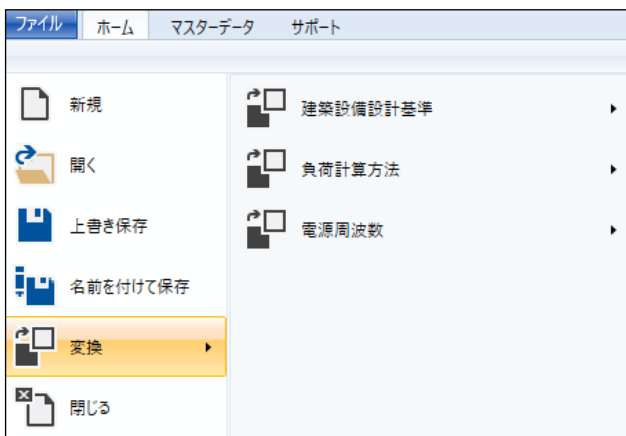 ファイル ホーム マスターデータ サポート
新規
開く
上書き保存
名前を付けて保存
変換
閉じる
建築設備設計基準
負荷計算方法
電源周波数